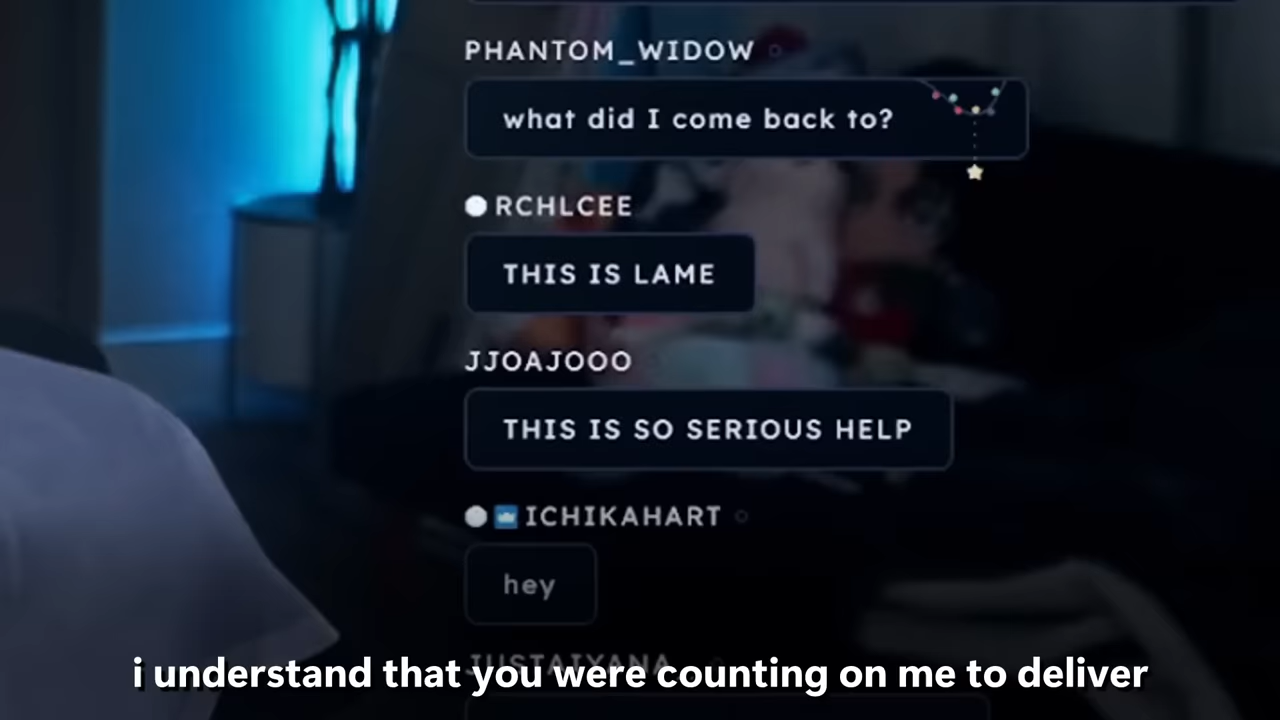 PHANTOM_WIDOW
what did I come back to?
RCHLCEE
THIS IS LAME
JJOAJOOO
THIS IS SO SERIOUS HELP
ICHIKAHART
hey
i understand that you were counting on me to deliver